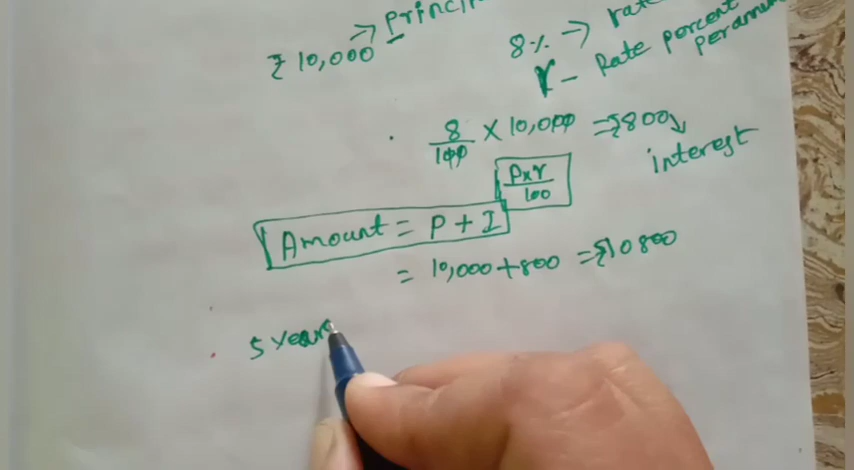 ₹ 10,000 → Princi
8% → rate
r - Rate percent
perannum
8/100 × 10,000 = ₹800
interest
P×r/100
Amount = P + I
= 10,000 + 800 = ₹10800
5 years